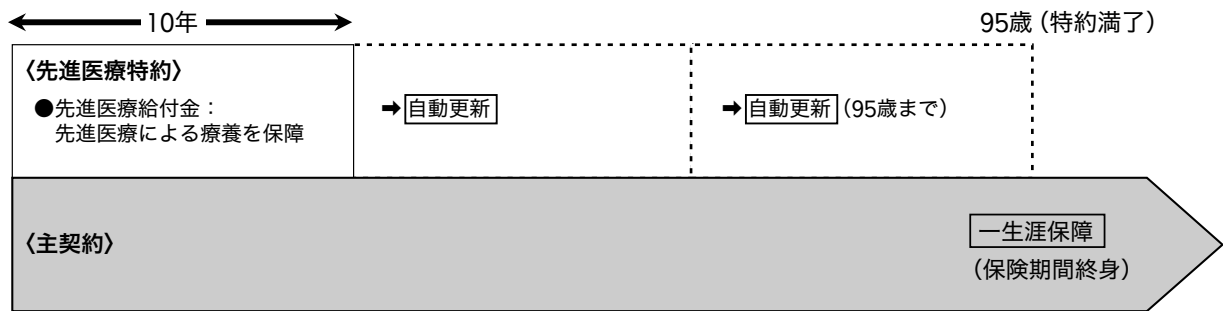 10年
95歳（特約満了）
〈先進医療特約〉
●先進医療給付金：
先進医療による療養を保障
➡自動更新
➡自動更新（95歳まで）
〈主契約〉
一生涯保障
（保険期間終身）